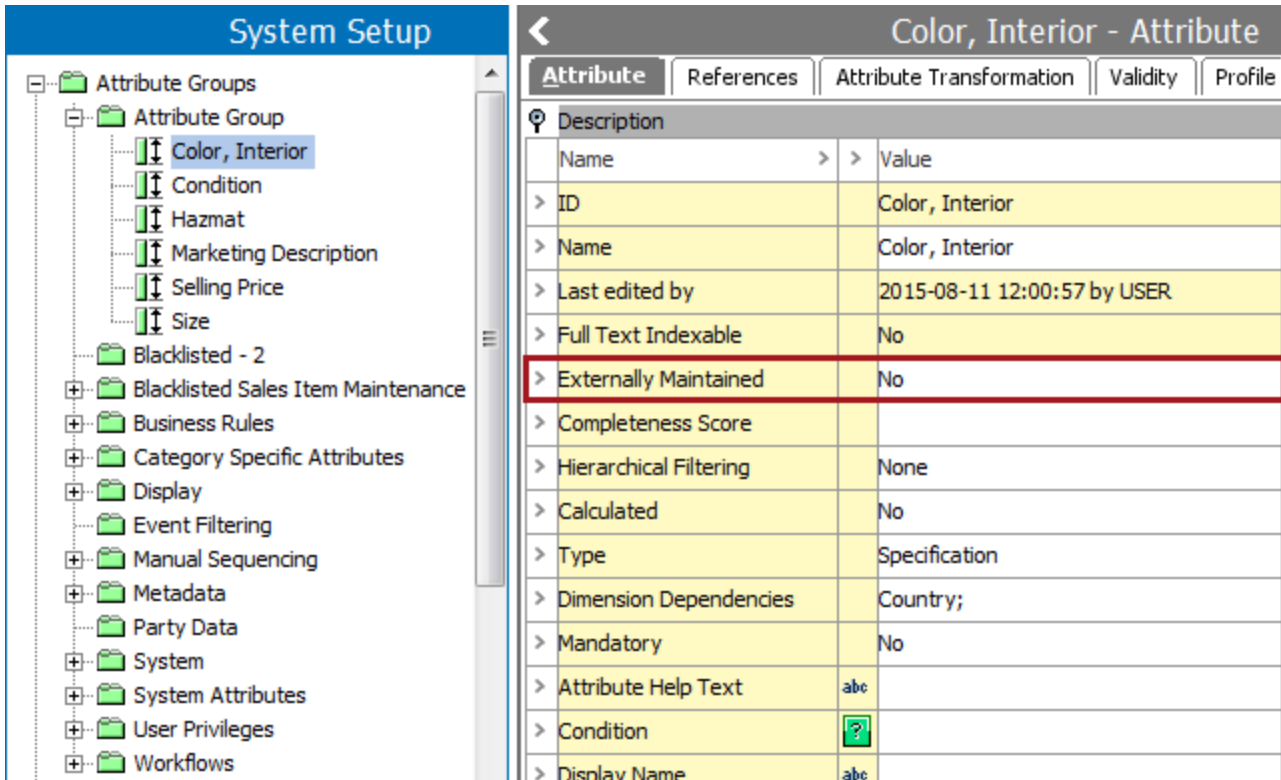 System Setup
Attribute Groups
Attribute Group
Color, Interior
Condition
Hazmat
Marketing Description
Selling Price
Size
Blacklisted - 2
Blacklisted Sales Item Maintenance
Business Rules
Category Specific Attributes
Display
Event Filtering
Manual Sequencing
Metadata
Party Data
System
System Attributes
User Privileges
Workflows
Color, Interior - Attribute
Attribute References Attribute Transformation Validity Profile
Description
Name > > Value
> ID Color, Interior
> Name Color, Interior
> Last edited by 2015-08-11 12:00:57 by USER
> Full Text Indexable No
> Externally Maintained No
> Completeness Score
> Hierarchical Filtering None
> Calculated No
> Type Specification
> Dimension Dependencies Country;
> Mandatory No
> Attribute Help Text abc
> Condition ?
> Display Name abc